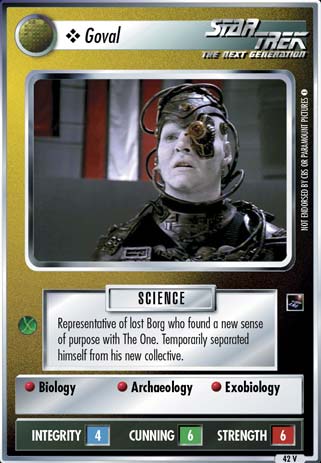 ❖ Goval
STAR TREK
THE NEXT GENERATION
NOT ENDORSED BY CBS OR PARAMOUNT PICTURES
SCIENCE
Representative of lost Borg who found a new sense
of purpose with The One. Temporarily separated
himself from his new collective.
Biology Archaeology Exobiology
INTEGRITY 4 CUNNING 6 STRENGTH 6
42 V